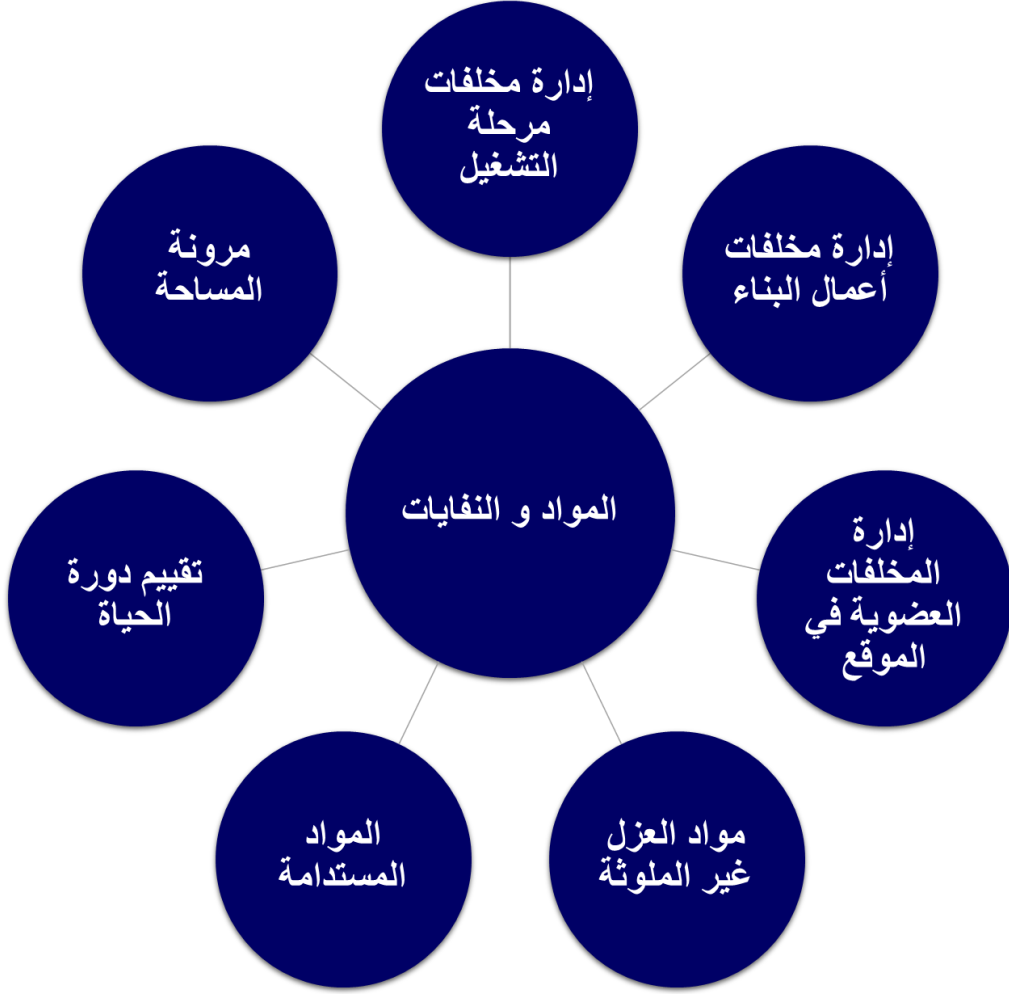 إدارة مخلفات
مرحلة
التشغيل
إدارة مخلفات
أعمال البناء
إدارة
المخلفات
العضوية في
الموقع
مواد العزل
غير الملوثة
المواد
المستدامة
تقييم دورة
الحياة
مرونة
المساحة
المواد و النفايات